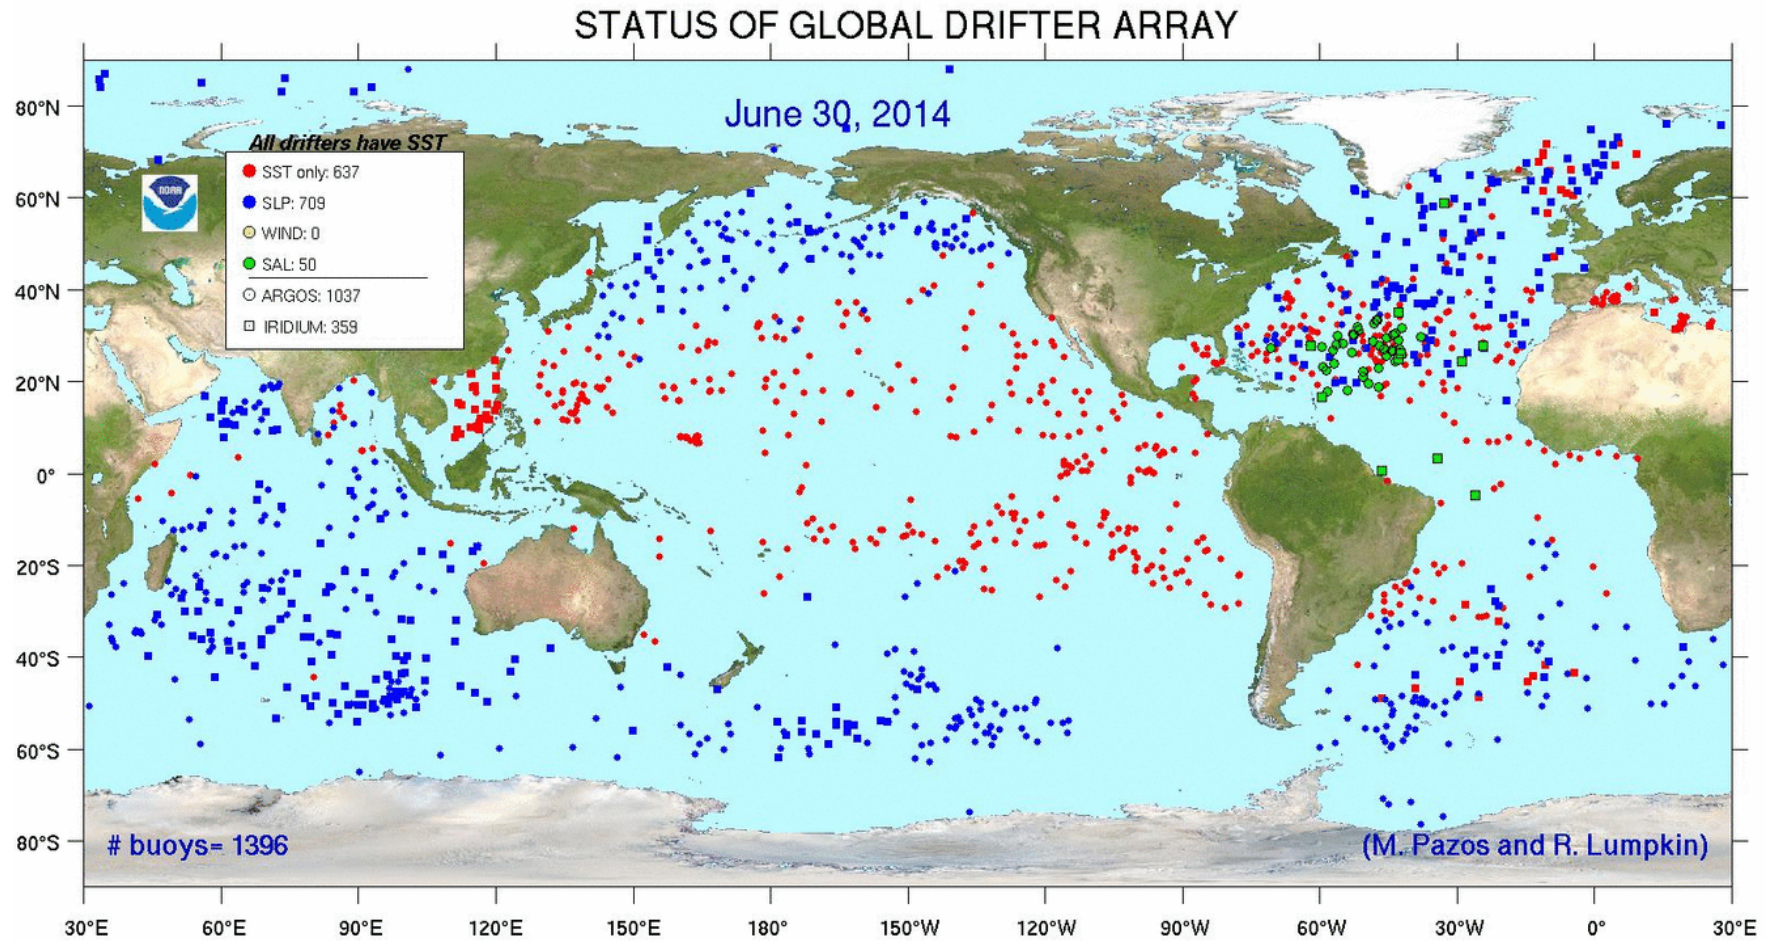 STATUS OF GLOBAL DRIFTER ARRAY
June 30, 2014
All drifters have SST
SST only: 637
SLP: 709
WIND: 0
SAL: 50
ARGOS: 1037
IRIDIUM: 359
NOAA
80°N
60°N
40°N
20°N
0°
20°S
40°S
60°S
80°S
# buoys= 1396
(M. Pazos and R. Lumpkin)
30°E 60°E 90°E 120°E 150°E 180° 150°W 120°W 90°W 60°W 30°W 0° 30°E